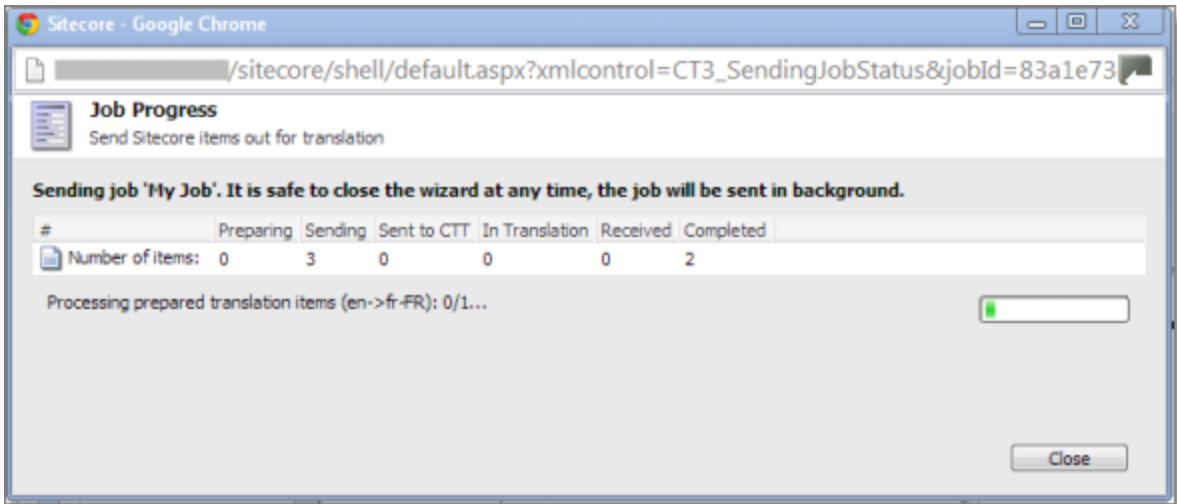 Sitecore - Google Chrome
/sitecore/shell/default.aspx?xmlcontrol=CT3_SendingJobStatus&jobId=83a1e73
Job Progress
Send Sitecore items out for translation
Sending job 'My Job'. It is safe to close the wizard at any time, the job will be sent in background.
# Preparing Sending Sent to CTT In Translation Received Completed
Number of items: 0 3 0 0 0 2
Processing prepared translation items (en->fr-FR): 0/1...
Close